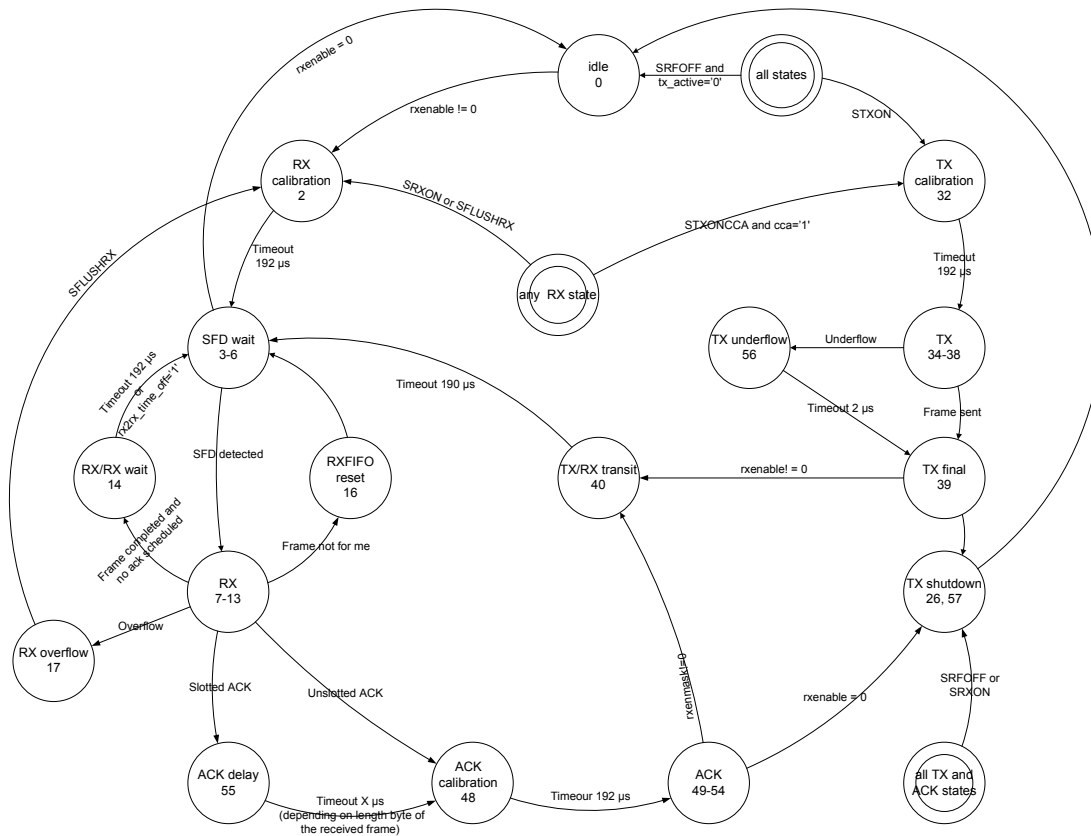 rxenable = 0
idle
0
SRFOFF and
tx_active='0'
all states
rxenable != 0
STXON
RX
calibration
2
SRXON or SFLUSHRX
STXONCCA and cca='1'
TX
calibration
32
Timeout
192 µs
any RX state
Timeout
192µs
SFLUSHRX
SFD wait
3-6
TX underflow
56
Underflow
TX
34-38
Timeout 192 µs
or
rx2rx_time_off='1'
Timeout 190 µs
Timeout 2 µs
Frame sent
SFD detected
RX/RX wait
14
RXFIFO
reset
16
TX/RX transit
40
rxenable! = 0
TX final
39
Frame completed and
no ack scheduled
Frame not for me
RX
7-13
TX shutdown
26, 57
Overflow
RX overflow
17
Slotted ACK
Unslotted ACK
rxenmask!=0
rxenable = 0
SRFOFF or
SRXON
ACK delay
55
Timeout X µs
(depending on length byte of
the received frame)
ACK
calibration
48
Timeour 192 µs
ACK
49-54
all TX and
ACK states